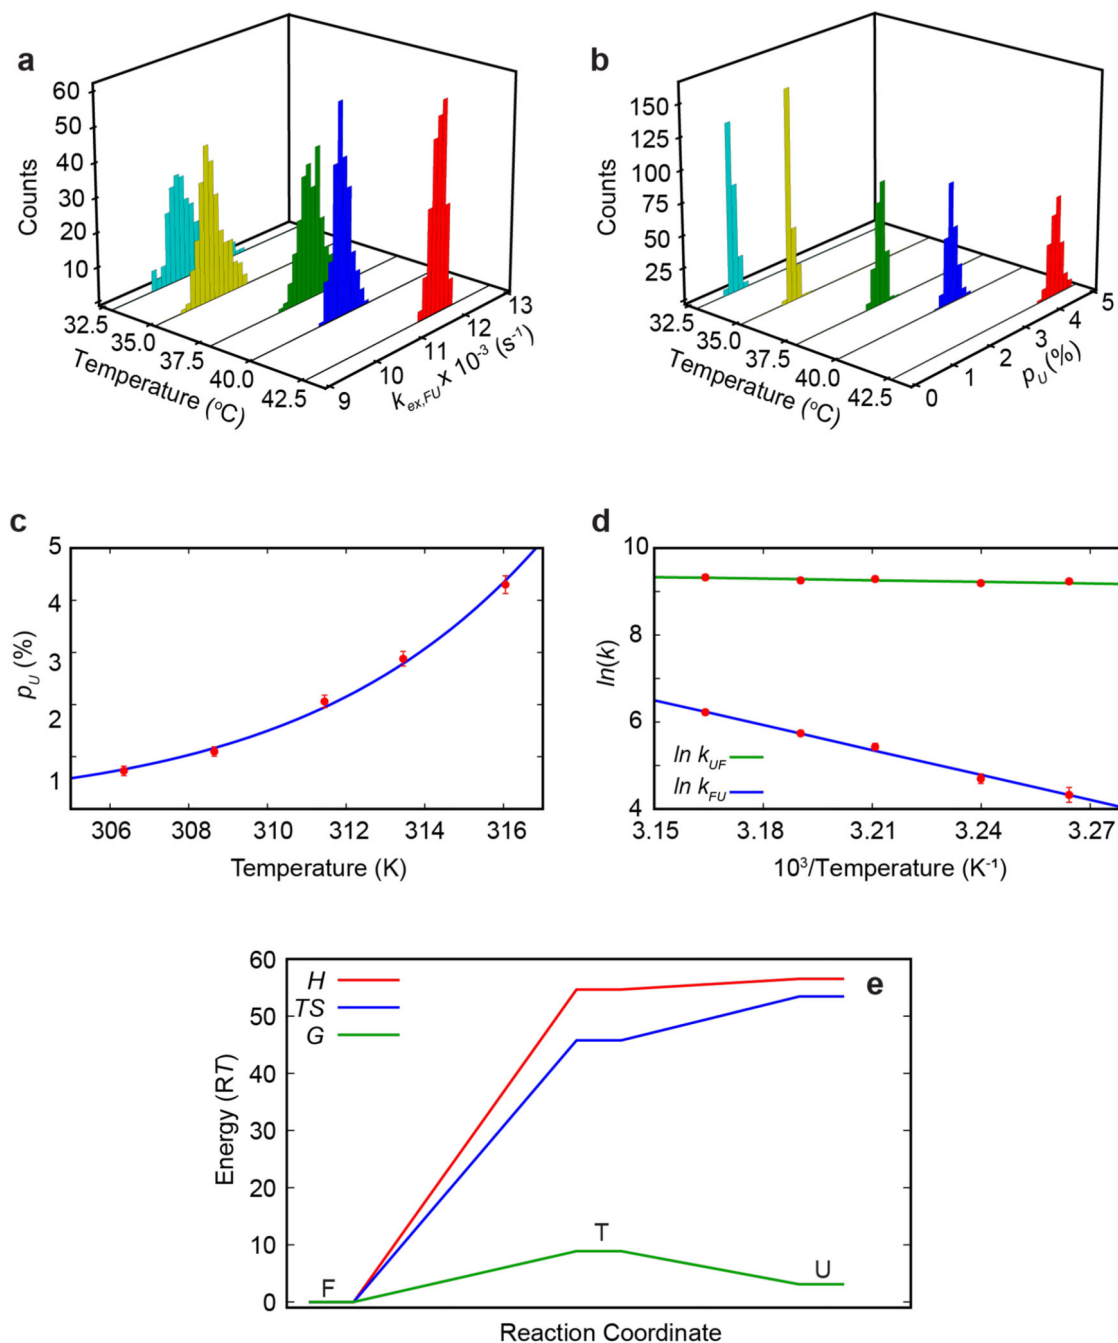 a
60
50
40
30
20
10
Counts
32.5
35.0
37.5
40.0
42.5
Temperature (°C)
9
10
11
12
13
k_ex,FU x 10⁻³ (s⁻¹)
b
150
125
100
75
50
25
Counts
32.5
35.0
37.5
40.0
42.5
Temperature (°C)
0
1
2
3
4
5
p_U (%)
c
5
4
3
2
1
p_U (%)
306 308 310 312 314 316
Temperature (K)
d
10
8
6
4
ln(k)
ln k_UF
ln k_FU
3.15 3.18 3.21 3.24 3.27
10³/Temperature (K⁻¹)
e
60
50
40
30
20
10
0
Energy (RT)
H
TS
G
F
T
U
Reaction Coordinate